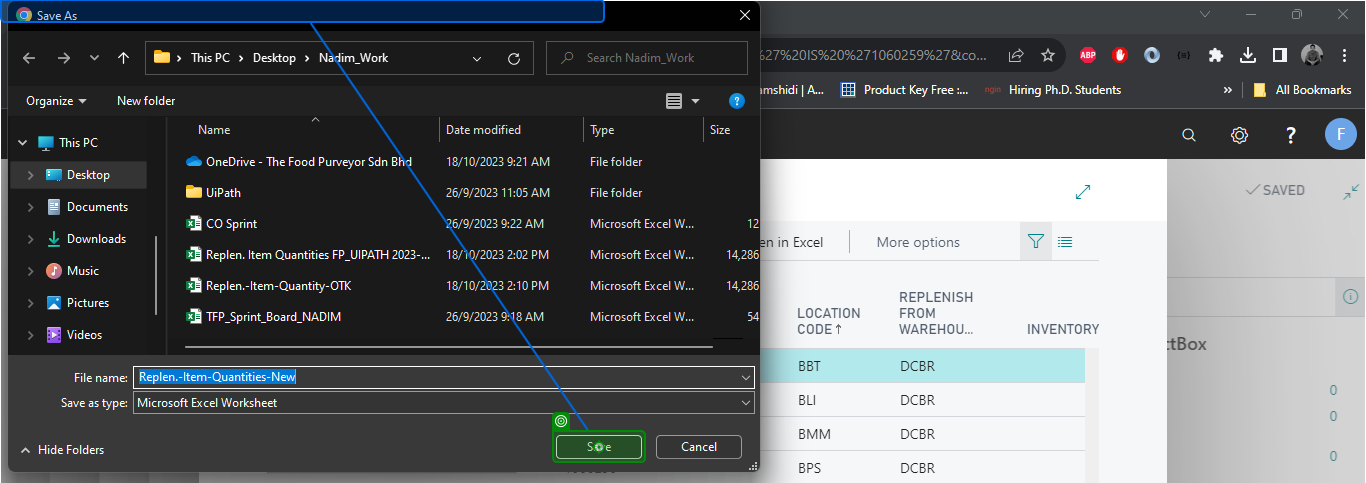 Save As
This PC > Desktop > Nadim_Work
Search Nadim_Work
Organize
New folder
?
This PC
Desktop
Documents
Downloads
Music
Pictures
Videos
Name Date modified Type Size
OneDrive - The Food Purveyor Sdn Bhd 18/10/2023 9:21 AM File folder
UiPath 26/9/2023 11:05 AM File folder
CO Sprint 26/9/2023 9:22 AM Microsoft Excel W... 12
Replen. Item Quantities FP_UIPATH 2023-... 18/10/2023 2:02 PM Microsoft Excel W... 14,286
Replen.-Item-Quantity-OTK 18/10/2023 2:10 PM Microsoft Excel W... 14,286
TFP_Sprint_Board_NADIM 26/9/2023 9:18 AM Microsoft Excel W... 54
File name: Replen.-Item-Quantities-New
Save as type: Microsoft Excel Worksheet
Hide Folders
Save
Cancel
%27%20IS%20%271060259%27&co...
ABP
amshidi | A...
Product Key Free :...
ngin Hiring Ph.D. Students
»
All Bookmarks
?
F
SAVED
en in Excel
More options
LOCATION CODE↑
REPLENISH FROM WAREHOU...
INVENTORY
BBT DCBR
BLI DCBR
BMM DCBR
BPS DCBR
ctBox
0
0
0